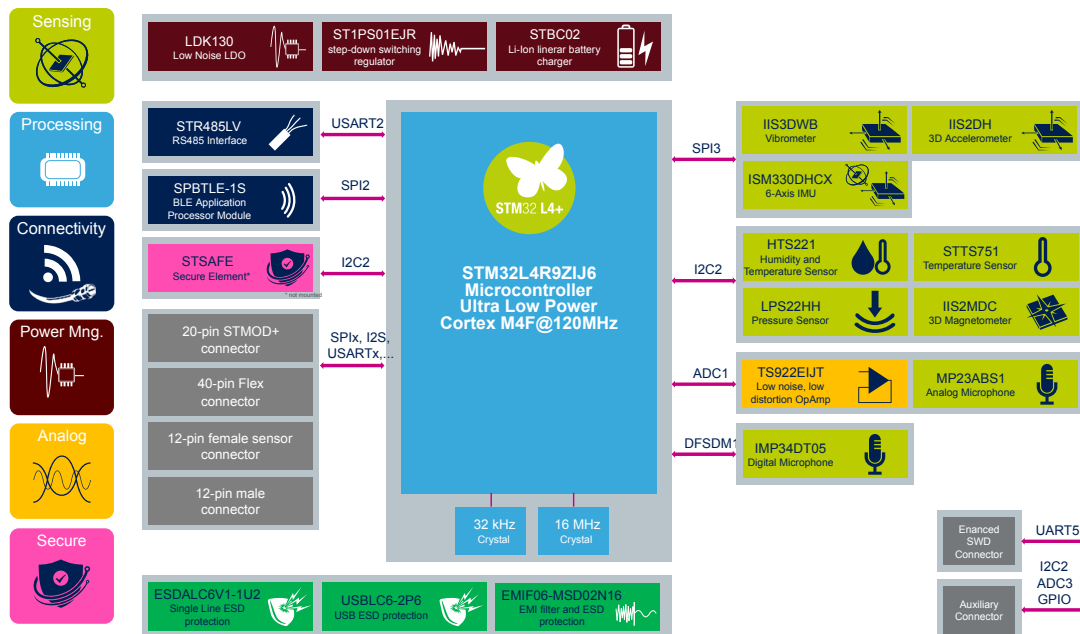 Sensing
Processing
Connectivity
Power Mng.
Analog
Secure
LDK130
Low Noise LDO
ST1PS01EJR
step-down switching
regulator
STBC02
Li-Ion linerar battery
charger
STR485LV
RS485 Interface
USART2
SPBTLE-1S
BLE Application
Processor Module
SPI2
STSAFE
Secure Element*
* not mounted
I2C2
20-pin STMOD+
connector
40-pin Flex
connector
12-pin female sensor
connector
12-pin male
connector
SPIx, I2S,
USARTx,...
STM32 L4+
STM32L4R9ZIJ6
Microcontroller
Ultra Low Power
Cortex M4F@120MHz
32 kHz
Crystal
16 MHz
Crystal
SPI3
IIS3DWB
Vibrometer
IIS2DH
3D Accelerometer
ISM330DHCX
6-Axis IMU
I2C2
HTS221
Humidity and
Temperature Sensor
STTS751
Temperature Sensor
LPS22HH
Pressure Sensor
IIS2MDC
3D Magnetometer
ADC1
TS922EIJT
Low noise, low
distortion OpAmp
MP23ABS1
Analog Microphone
DFSDM1
IMP34DT05
Digital Microphone
Enanced
SWD
Connector
UART5
Auxiliary
Connector
I2C2
ADC3
GPIO
ESDALC6V1-1U2
Single Line ESD
protection
USBLC6-2P6
USB ESD protection
EMIF06-MSD02N16
EMI filter and ESD
protection